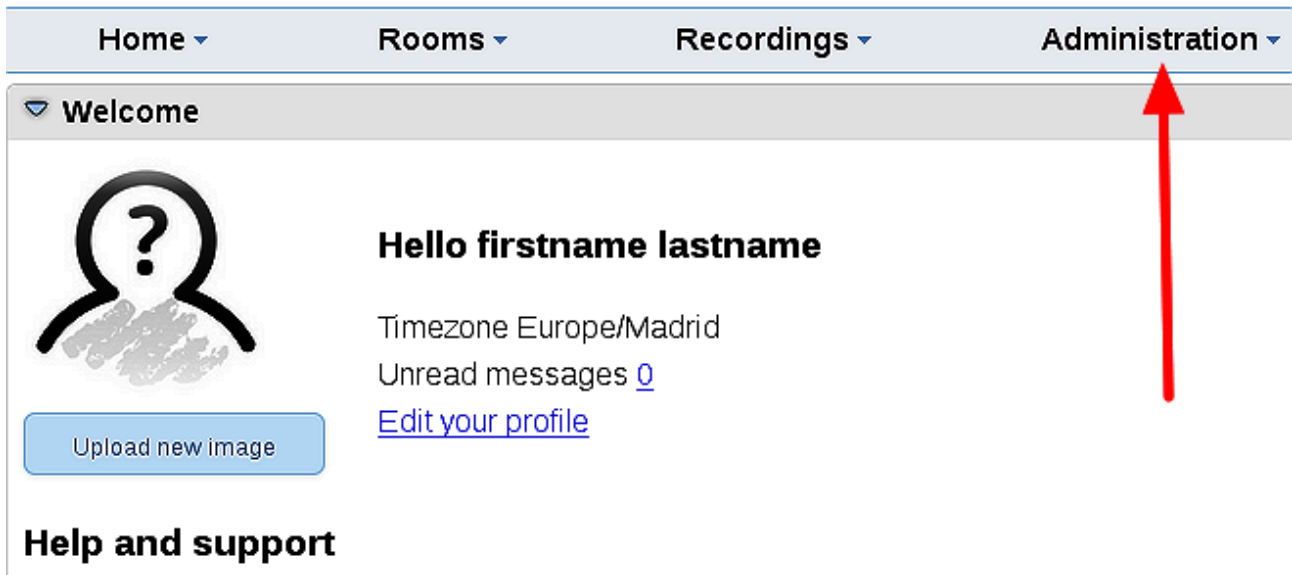 Home Rooms Recordings Administration
Welcome
?
Hello firstname lastname
Timezone Europe/Madrid
Unread messages 0
Edit your profile
Upload new image
Help and support